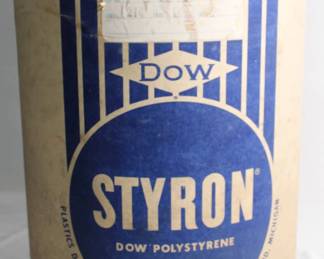 DOW
STYRON®
DOW POLYSTYRENE
PLASTICS D
D, MICHIGAN